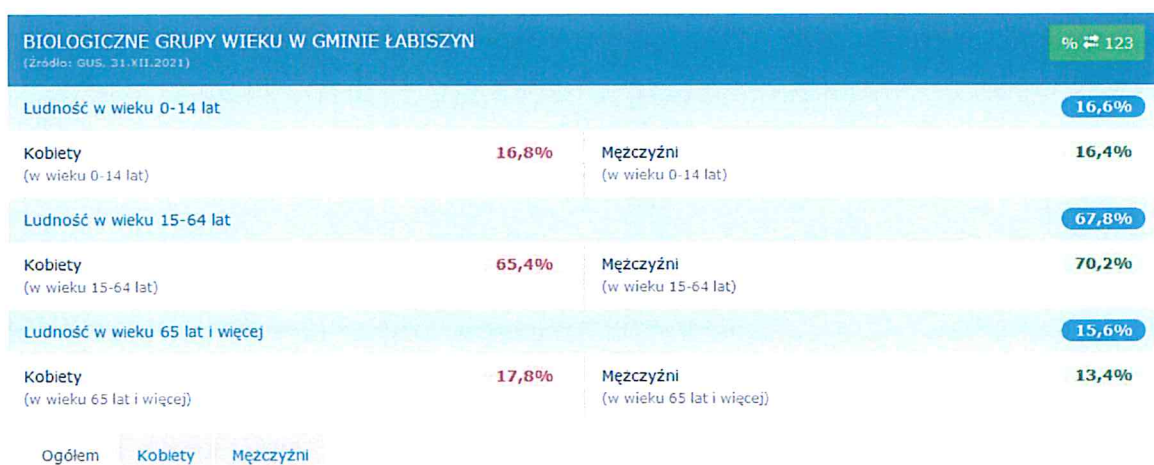 BIOLOGICZNE GRUPY WIEKU W GMINIE ŁABISZYN
(Źródło: GUS, 31.XII.2021)
% ⇄ 123
Ludność w wieku 0-14 lat 16,6%
Kobiety 16,8% Mężczyźni 16,4%
(w wieku 0-14 lat) (w wieku 0-14 lat)
Ludność w wieku 15-64 lat 67,8%
Kobiety 65,4% Mężczyźni 70,2%
(w wieku 15-64 lat) (w wieku 15-64 lat)
Ludność w wieku 65 lat i więcej 15,6%
Kobiety 17,8% Mężczyźni 13,4%
(w wieku 65 lat i więcej) (w wieku 65 lat i więcej)
Ogółem Kobiety Mężczyźni